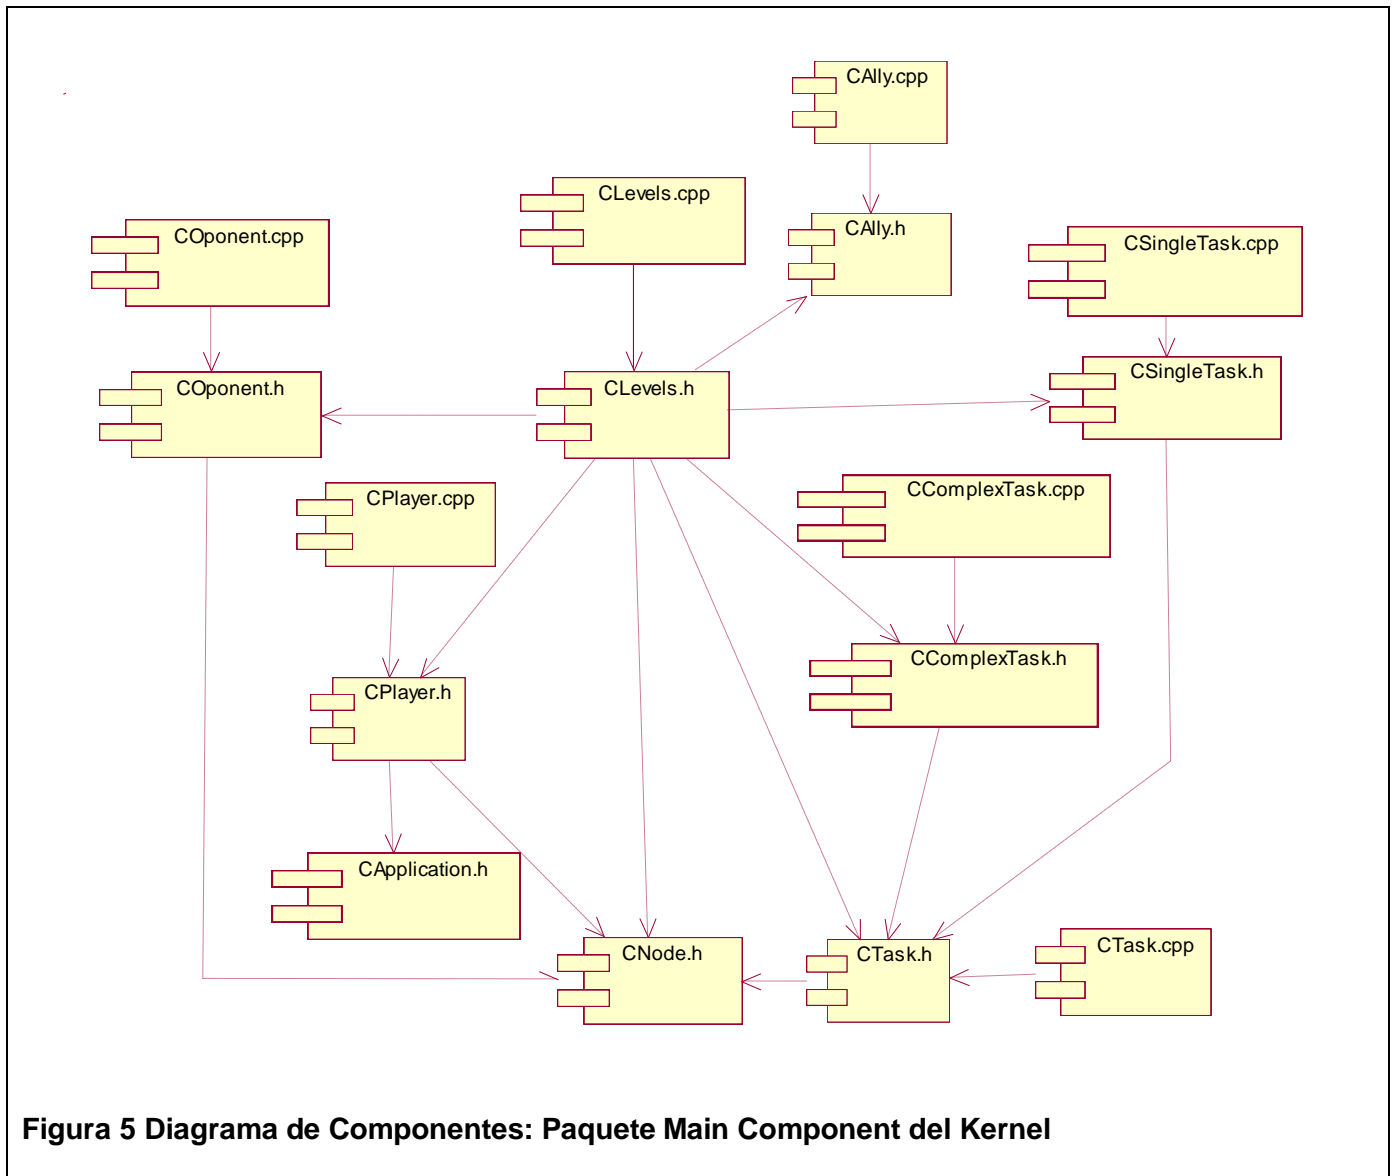 CAlly.cpp
CLevels.cpp
COponent.cpp
CAlly.h
CSingleTask.cpp
COponent.h
CLevels.h
CSingleTask.h
CPlayer.cpp
CComplexTask.cpp
CPlayer.h
CComplexTask.h
CApplication.h
CNode.h
CTask.h
CTask.cpp
Figura 5 Diagrama de Componentes: Paquete Main Component del Kernel